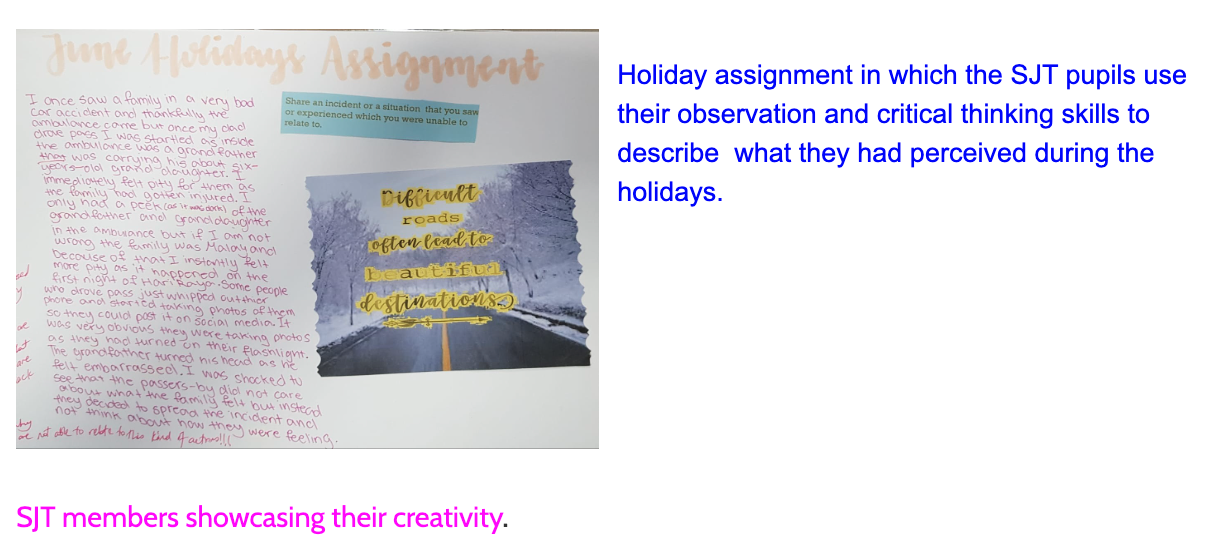 June Holidays Assignment
I once saw a family in a very bad
car accident and thankfully the
ambulance came but once my dad
drove pass I was startled as inside
the ambulance was a grandfather
who was carrying his about six-
years-old grand-daughter. I
immediately felt pity for them as
the family had gotten injured. I
only had a peek (as it was dark) of the
grandfather and granddaughter
in the ambulance but if I am not
wrong the family was Malay and
because of that I instantly felt
more pity as it happened on the
first night of Hari Raya. Some people
who drove pass just whipped out thier
phone and started taking photos of them
so they could post it on social media. It
was very obvious they were taking photos
as they had turned on their flashlight.
The grandfather turned his head as he
felt embarrassed. I was shocked to
see that the passers-by did not care
about what the family felt but instead
they decided to spread the incident and
not think about how they were feeling.
not able to relate to this kind of actions!!!
Share an incident or a situation that you saw
or experienced which you were unable to
relate to.
Difficult
roads
often lead to
beautiful
destinations
Holiday assignment in which the SJT pupils use
their observation and critical thinking skills to
describe what they had perceived during the
holidays.
SJT members showcasing their creativity.